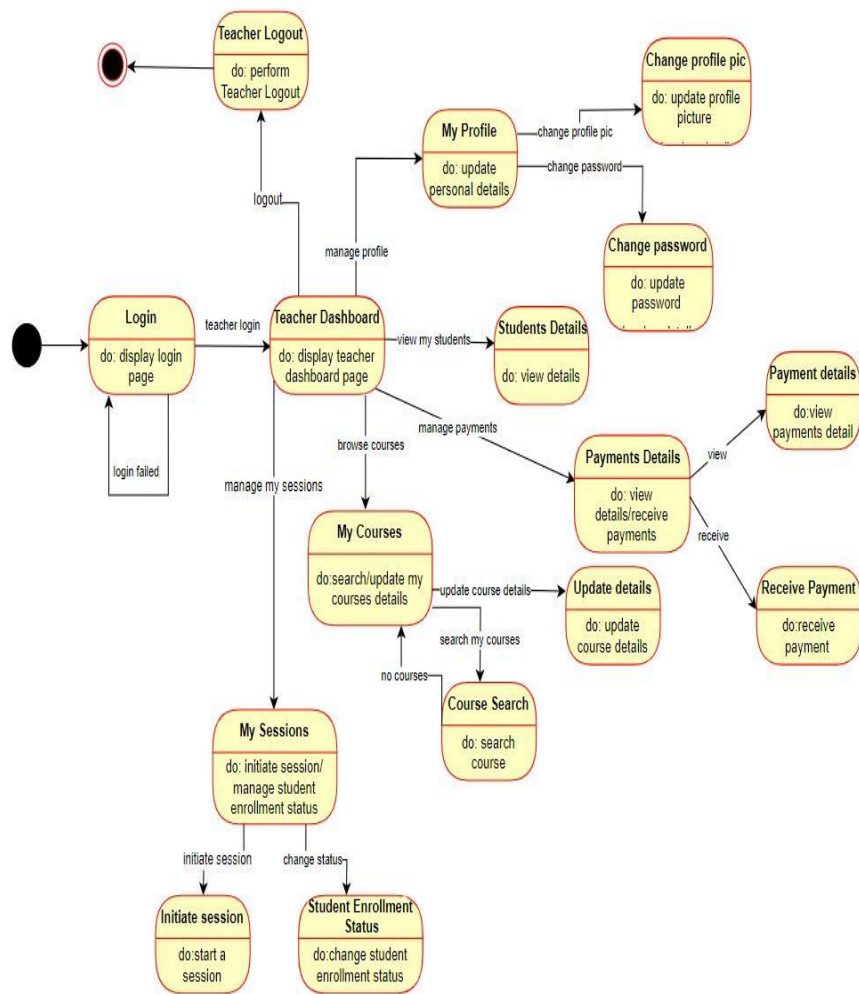 Teacher Logout
do: perform
Teacher Logout
Change profile pic
do: update profile
picture
My Profile
do: update
personal details
change profile pic
change password
logout
manage profile
Change password
do: update
password
Login
do: display login
page
teacher login
Teacher Dashboard
do: display teacher
dashboard page
view my students
Students Details
do: view details
Payment details
do:view
payments detail
login failed
manage my sessions
browse courses
manage payments
Payments Details
do: view
details/receive
payments
view
receive
My Courses
do:search/update my
courses details
update course details
Update details
do: update
course details
Receive Payment
do:receive
payment
search my courses
no courses
Course Search
do: search
course
My Sessions
do: initiate session/
manage student
enrollment status
initiate session
change status
Initiate session
do:start a
session
Student Enrollment
Status
do:change student
enrollment status